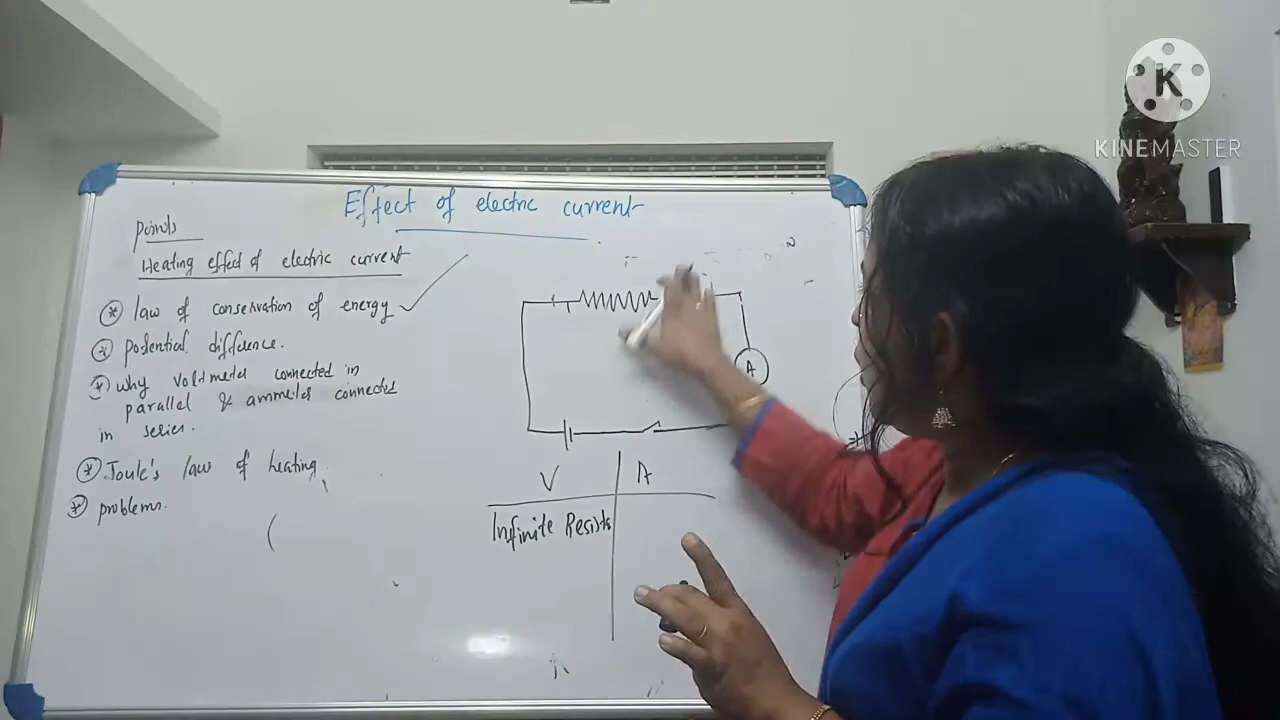 K
KINEMASTER
Effect of electric current
points
Heating effect of electric current
* law of conservation of energy ✓
* potential difference.
* why voltmeter connected in
parallel & ammeter connected
in series.
* Joule's law of heating
* problems.
A
V A
Infinite Resists